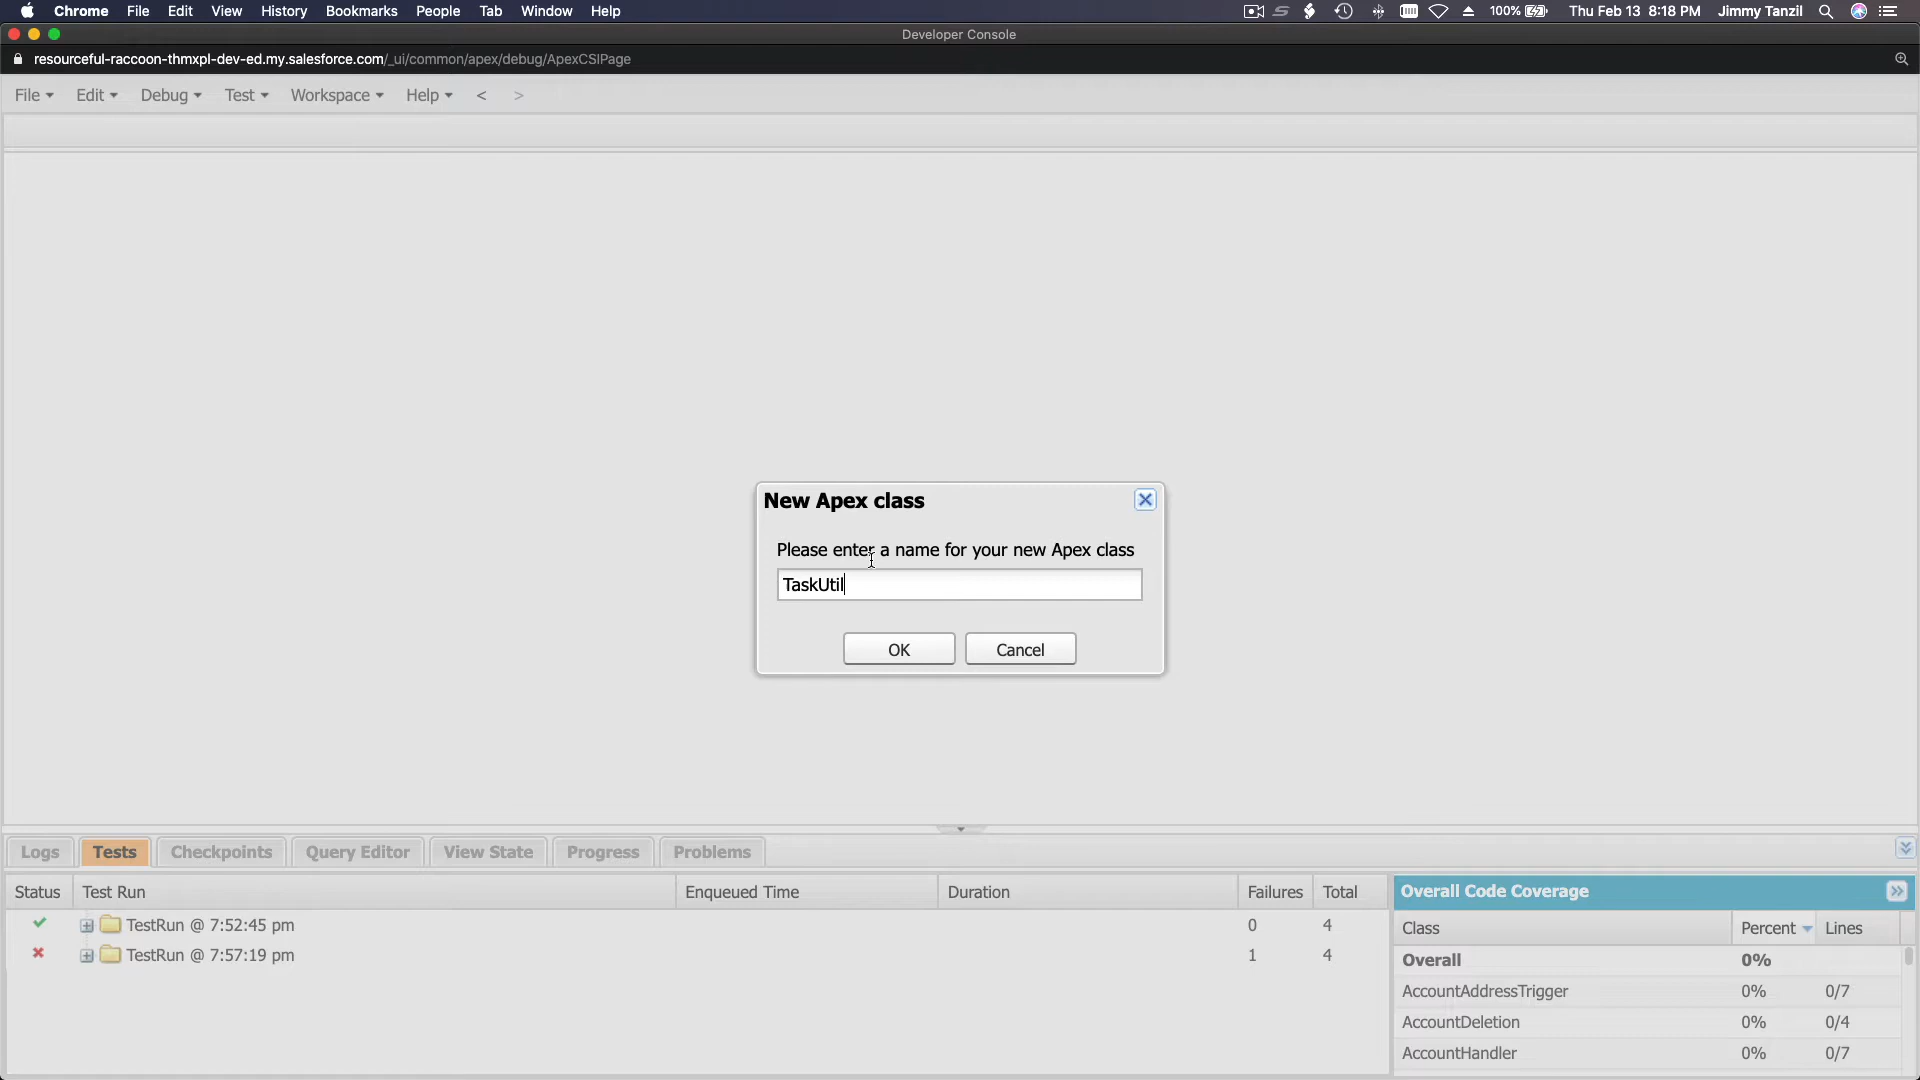 Chrome File Edit View History Bookmarks People Tab Window Help 100% Thu Feb 13 8:18 PM Jimmy Tanzil
Developer Console
resourceful-raccoon-thmxpl-dev-ed.my.salesforce.com/_ui/common/apex/debug/ApexCSIPage
File Edit Debug Test Workspace Help < >
New Apex class
Please enter a name for your new Apex class
TaskUtil
OK Cancel
Logs Tests Checkpoints Query Editor View State Progress Problems
Status Test Run Enqueued Time Duration Failures Total
TestRun @ 7:52:45 pm 0 4
TestRun @ 7:57:19 pm 1 4
Overall Code Coverage
Class Percent Lines
Overall 0%
AccountAddressTrigger 0% 0/7
AccountDeletion 0% 0/4
AccountHandler 0% 0/7